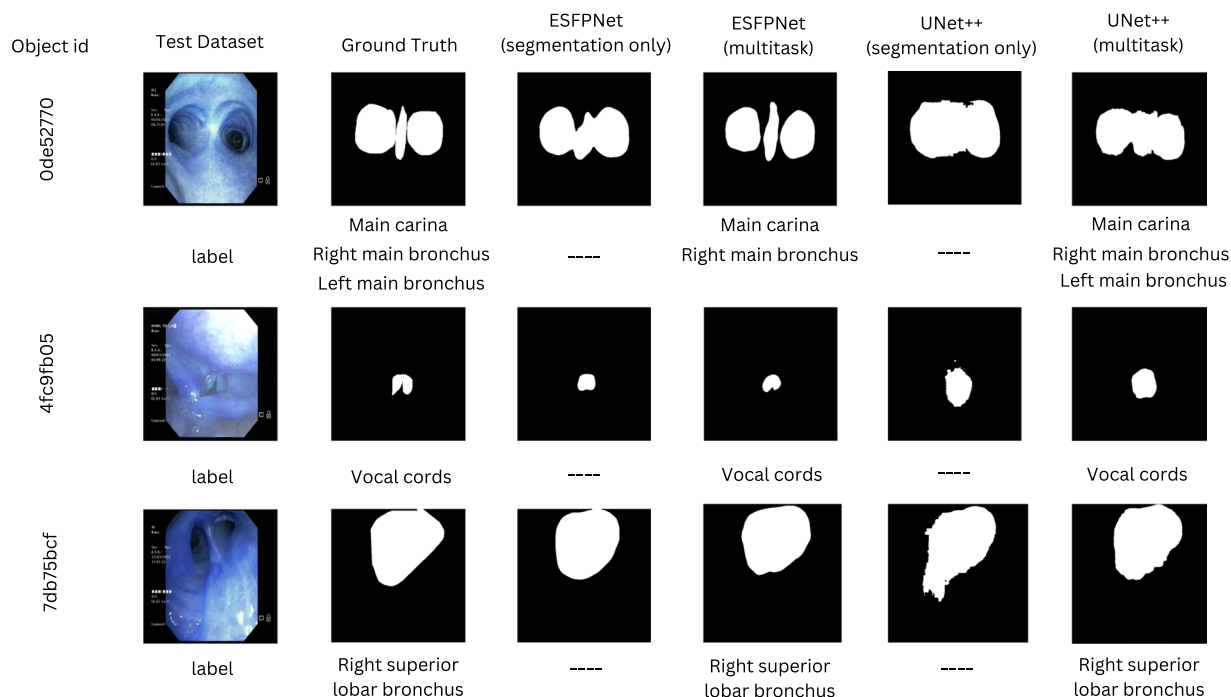 Object id
Test Dataset
Ground Truth
ESFPNet
(segmentation only)
ESFPNet
(multitask)
UNet++
(segmentation only)
UNet++
(multitask)
0de52770
label
Main carina
Right main bronchus
Left main bronchus
----
Main carina
Right main bronchus
----
Main carina
Right main bronchus
Left main bronchus
4fc9fb05
label
Vocal cords
----
Vocal cords
----
Vocal cords
7db75bcf
label
Right superior
lobar bronchus
----
Right superior
lobar bronchus
----
Right superior
lobar bronchus